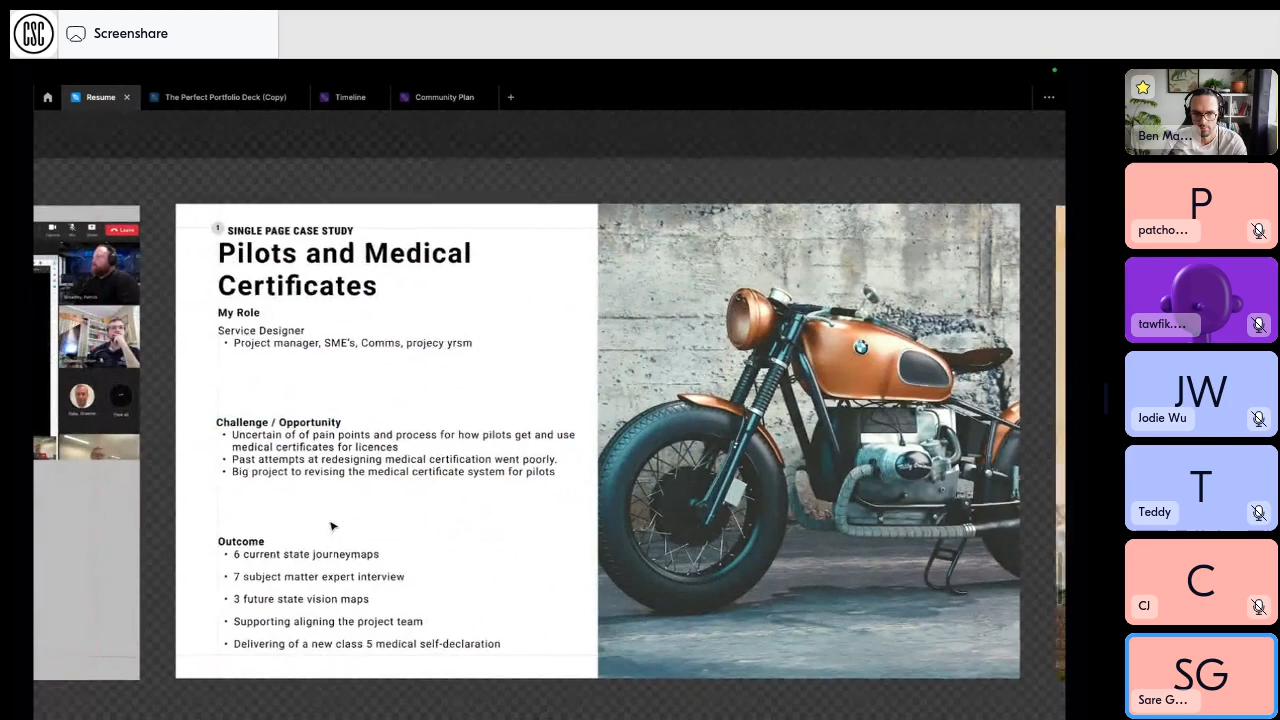 CSC
Screenshare
Resume
The Perfect Portfolio Deck (Copy)
Timeline
Community Plan
Leave
1
SINGLE PAGE CASE STUDY
Pilots and Medical
Certificates
My Role
Service Designer
• Project manager, SME's, Comms, projecy yrsm
Challenge / Opportunity
• Uncertain of of pain points and process for how pilots get and use
medical certificates for licences
• Past attempts at redesigning medical certification went poorly.
• Big project to revising the medical certificate system for pilots
Outcome
• 6 current state journeymaps
• 7 subject matter expert interview
• 3 future state vision maps
• Supporting aligning the project team
• Delivering of a new class 5 medical self-declaration
Ben Ma...
P
patcho...
tawfik....
JW
Jodie Wu
T
Teddy
C
CJ
SG
Sare G...